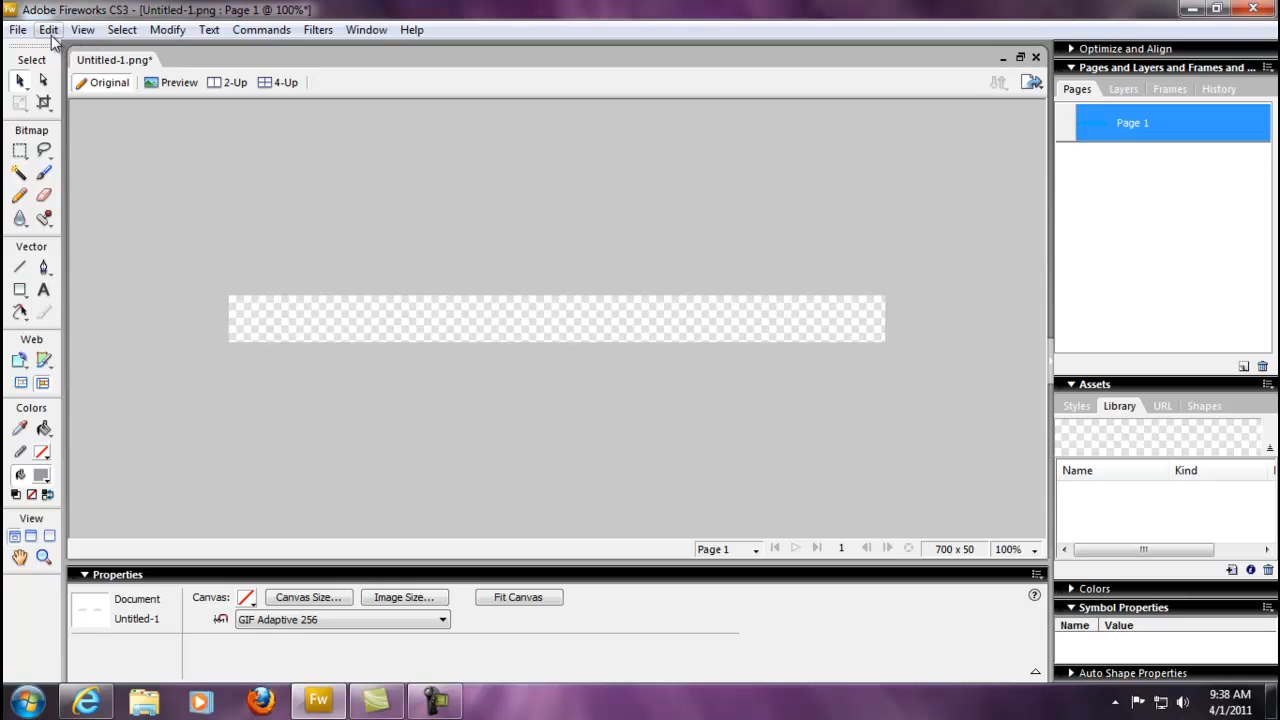 Fw Adobe Fireworks CS3 - [Untitled-1.png : Page 1 @ 100%*]
File Edit View Select Modify Text Commands Filters Window Help
Select
Bitmap
Vector
A
Web
Colors
View
Untitled-1.png*
Original Preview 2-Up 4-Up
Page 1 1 700 x 50 100%
Properties
Document
Untitled-1
Canvas: Canvas Size... Image Size... Fit Canvas
GIF Adaptive 256
Optimize and Align
Pages and Layers and Frames and ...
Pages Layers Frames History
Page 1
Assets
Styles Library URL Shapes
Name Kind
Colors
Symbol Properties
Name Value
Auto Shape Properties
Fw
9:38 AM
4/1/2011